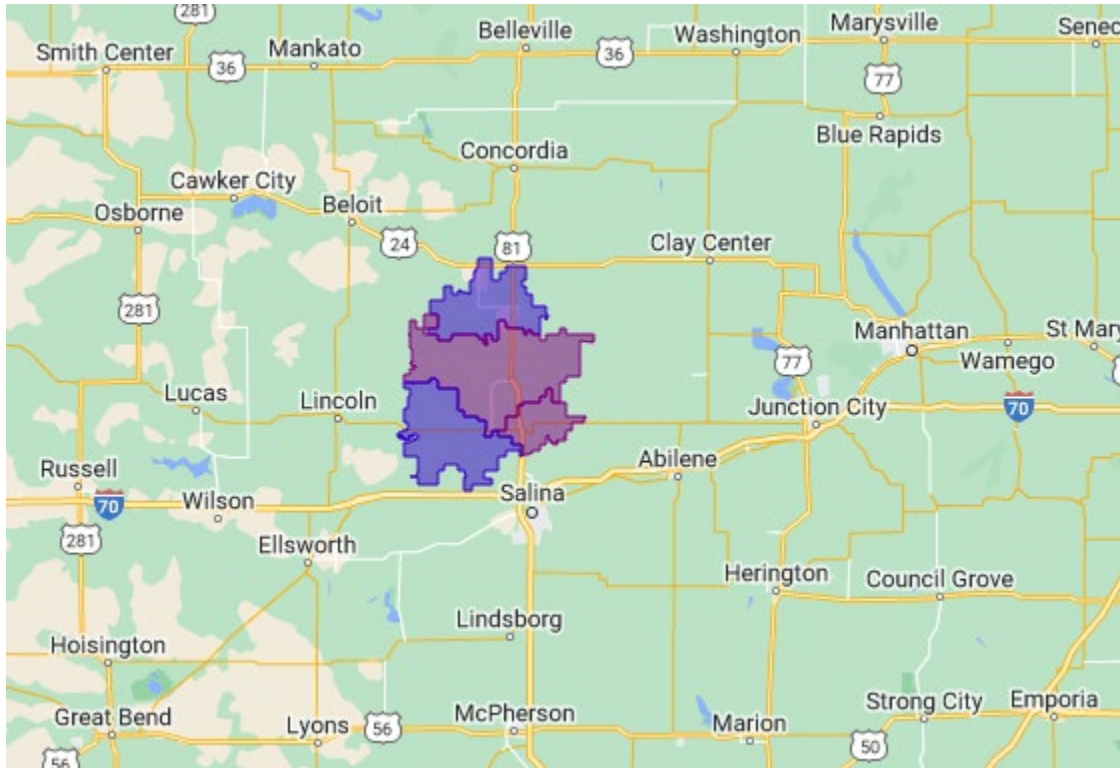 281
Smith Center
Mankato
Belleville
Washington
Marysville
Senec
36
36
77
Blue Rapids
Concordia
Cawker City
Osborne
Beloit
24
81
Clay Center
281
Manhattan
St Mary
77
Wamego
Lucas
Lincoln
Junction City
70
Russell
Abilene
70
Wilson
Salina
281
Ellsworth
Herington
Council Grove
Lindsborg
Hoisington
Great Bend
Lyons
56
McPherson
Marion
Strong City
Emporia
50
56